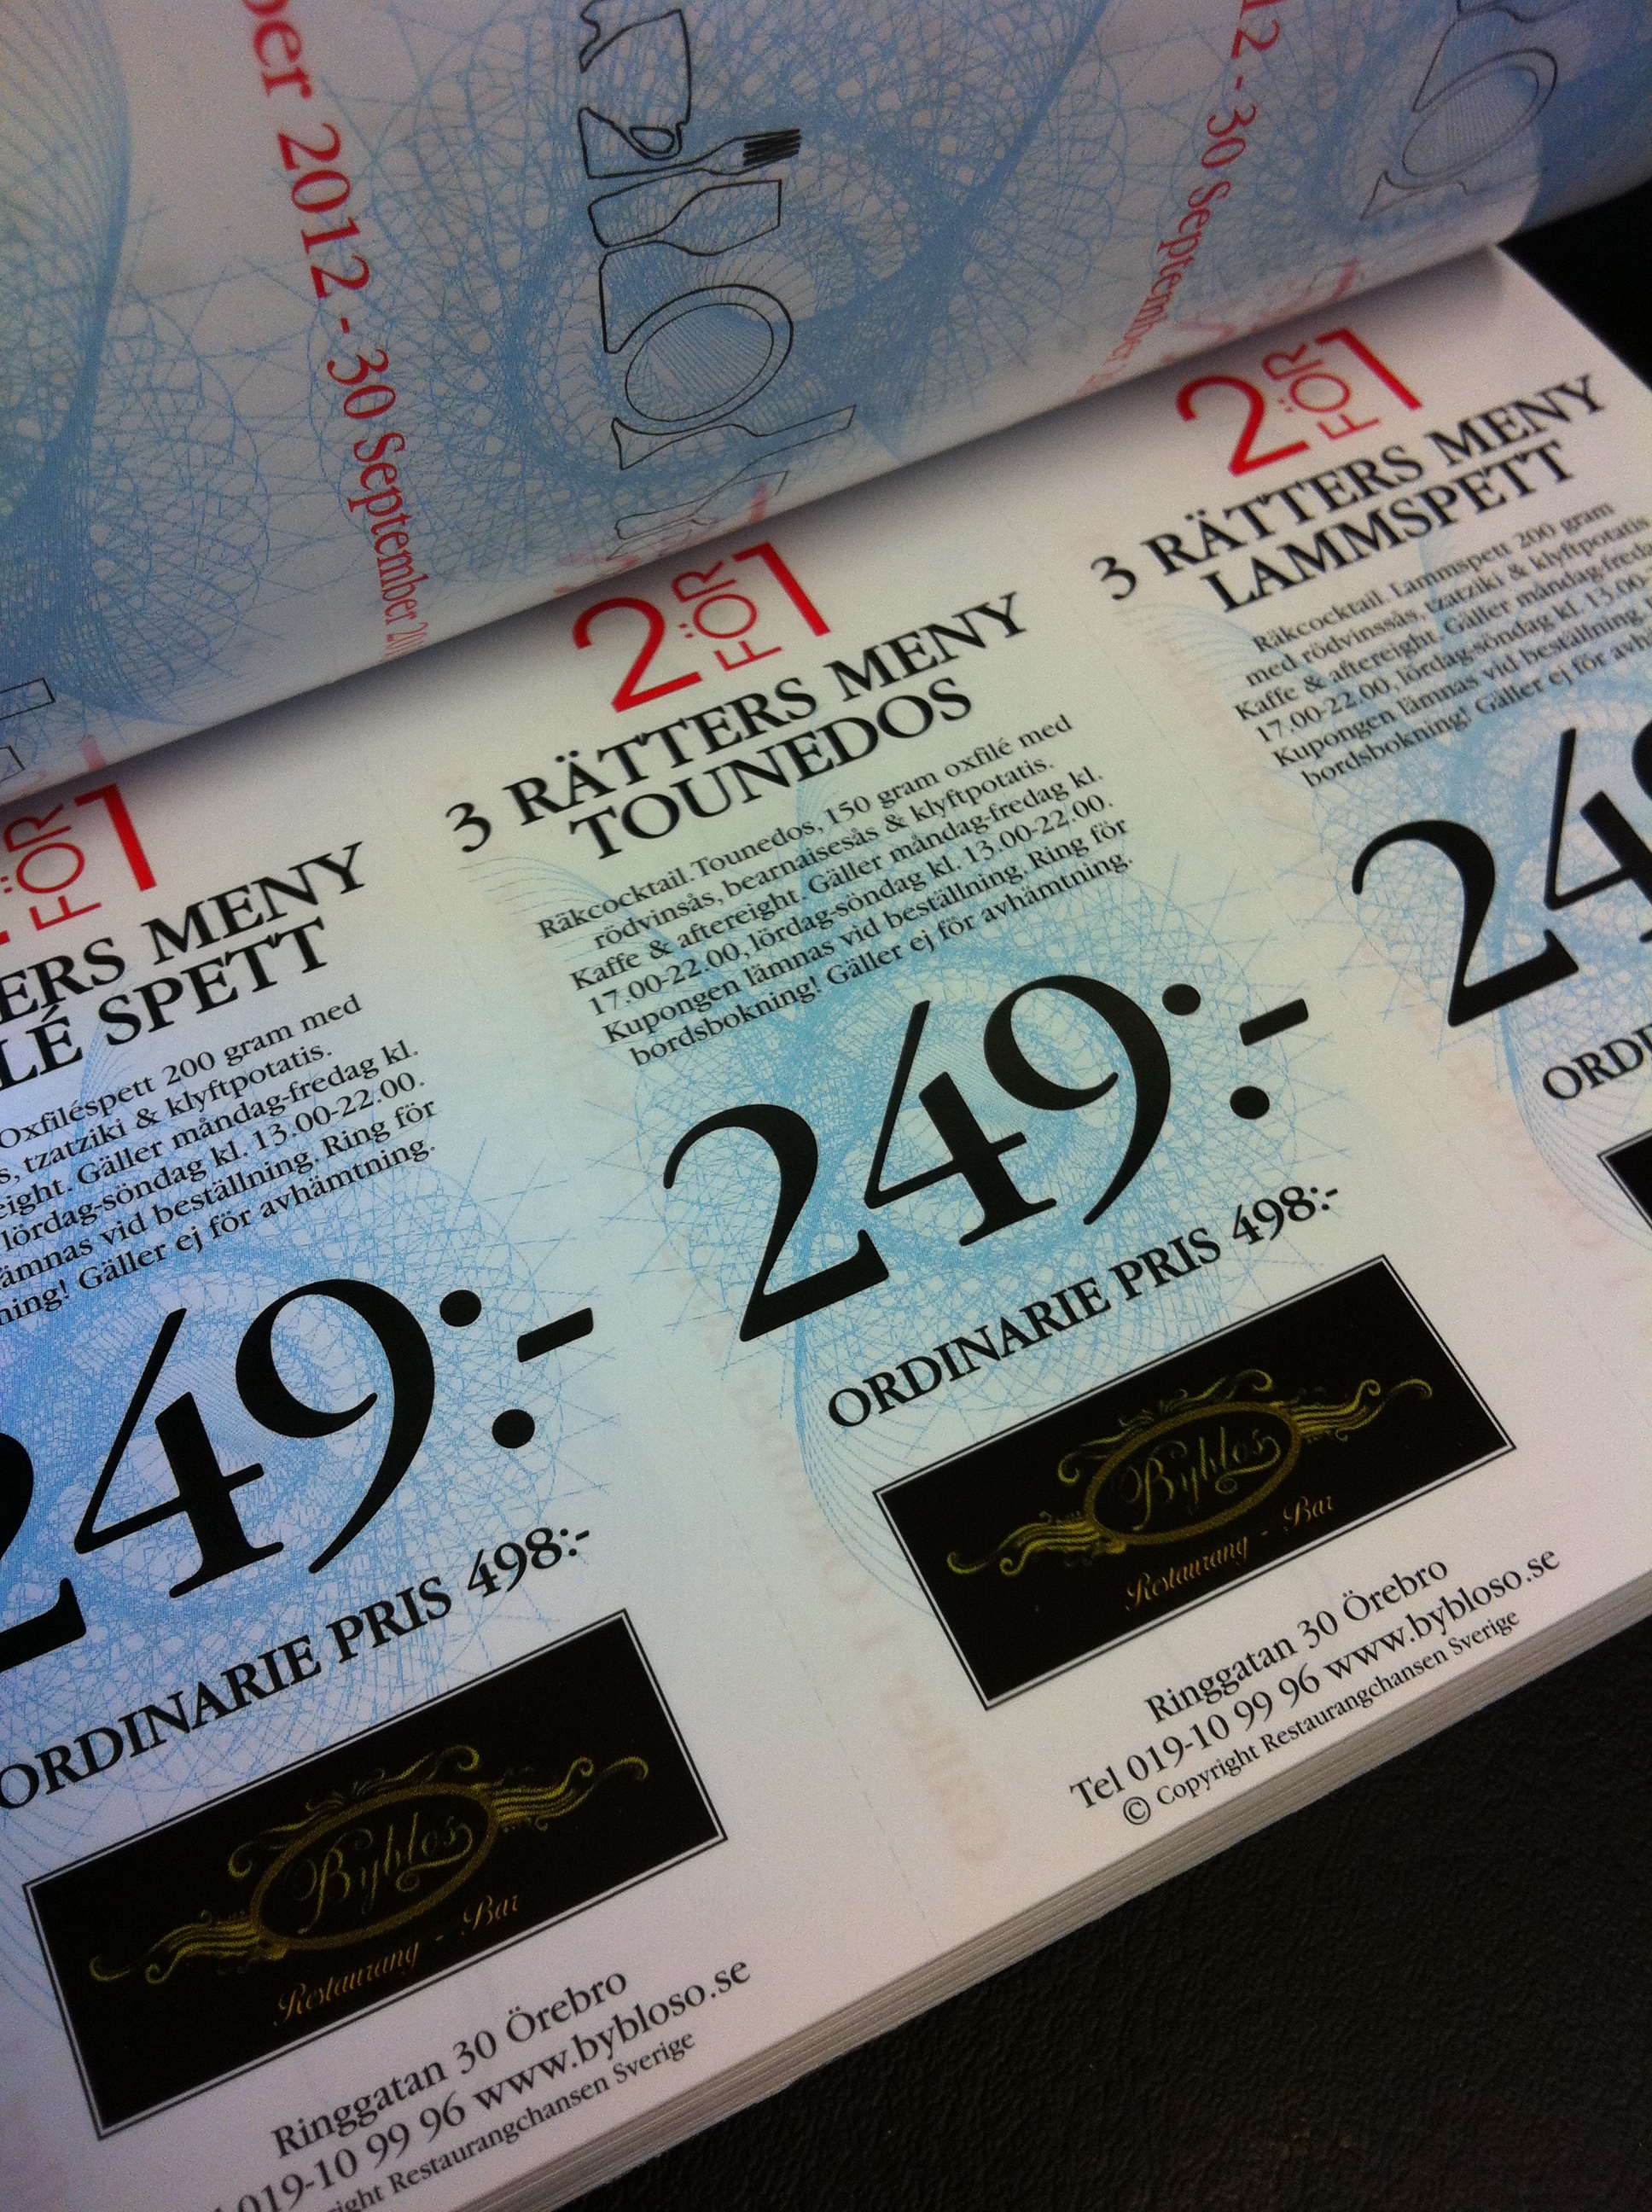 ber 2012 - 30 September 201
12 - 30 September
FÖR 1
ERS MENY
LÉ SPETT
Oxfiléspett 200 gram med
s, tzatziki & klyftpotatis.
eight. Gäller måndag-fredag kl.
lördag-söndag kl. 13.00-22.00.
ämnas vid beställning. Ring för
ning! Gäller ej för avhämtning.
249:-
ORDINARIE PRIS 498:-
Byblos
Restaurang - Bar
Ringgatan 30 Örebro
019-10 99 96 www.bybloso.se
right Restaurangchansen Sverige
2 FÖR 1
3 RÄTTERS MENY
TOUNEDOS
Räkcocktail. Tounedos, 150 gram oxfilé med
rödvinsås, bearnaisesås & klyftpotatis.
Kaffe & aftereight. Gäller måndag-fredag kl.
17.00-22.00, lördag-söndag kl. 13.00-22.00.
Kupongen lämnas vid beställning. Ring för
bordsbokning! Gäller ej för avhämtning.
249:-
ORDINARIE PRIS 498:-
Byblos
Restaurang - Bar
Ringgatan 30 Örebro
Tel 019-10 99 96 www.bybloso.se
© Copyright Restaurangchansen Sverige
2 FÖR 1
3 RÄTTERS MENY
LAMMSPETT
Räkcocktail. Lammspett 200 gram
med rödvinssås, tzatziki & klyftpotatis
Kaffe & aftereight. Gäller måndag-freda
17.00-22.00, lördag-söndag kl. 13.00-
Kupongen lämnas vid beställning.
bordsbokning! Gäller ej för avh
24
ORDI